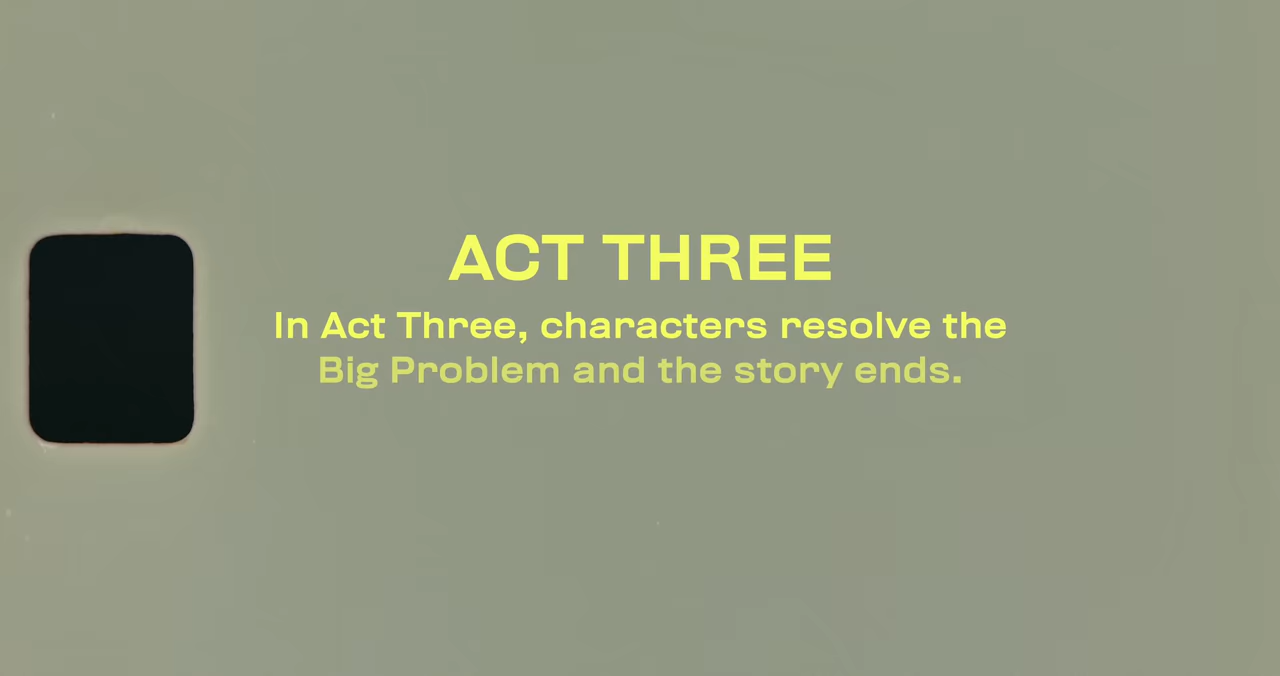 ACT THREE
In Act Three, characters resolve the
Big Problem and the story ends.